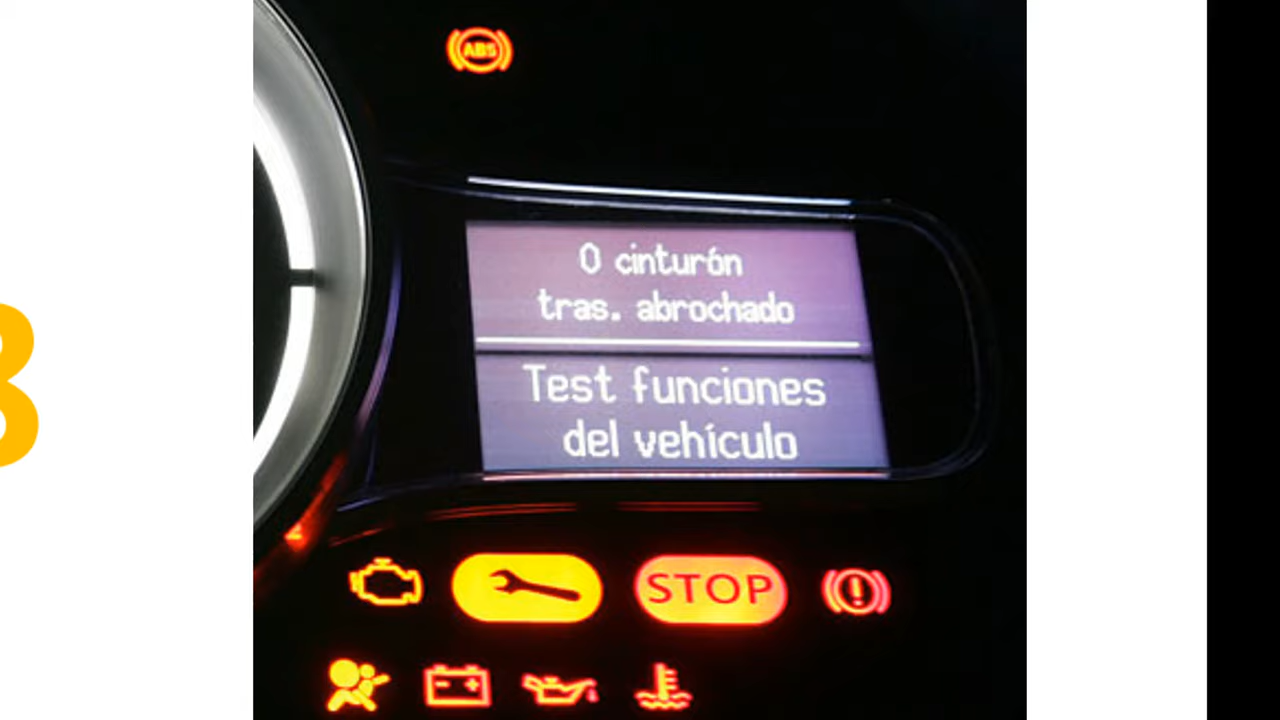 ABS
0 cinturón
tras. abrochado
Test funciones
del vehículo
STOP